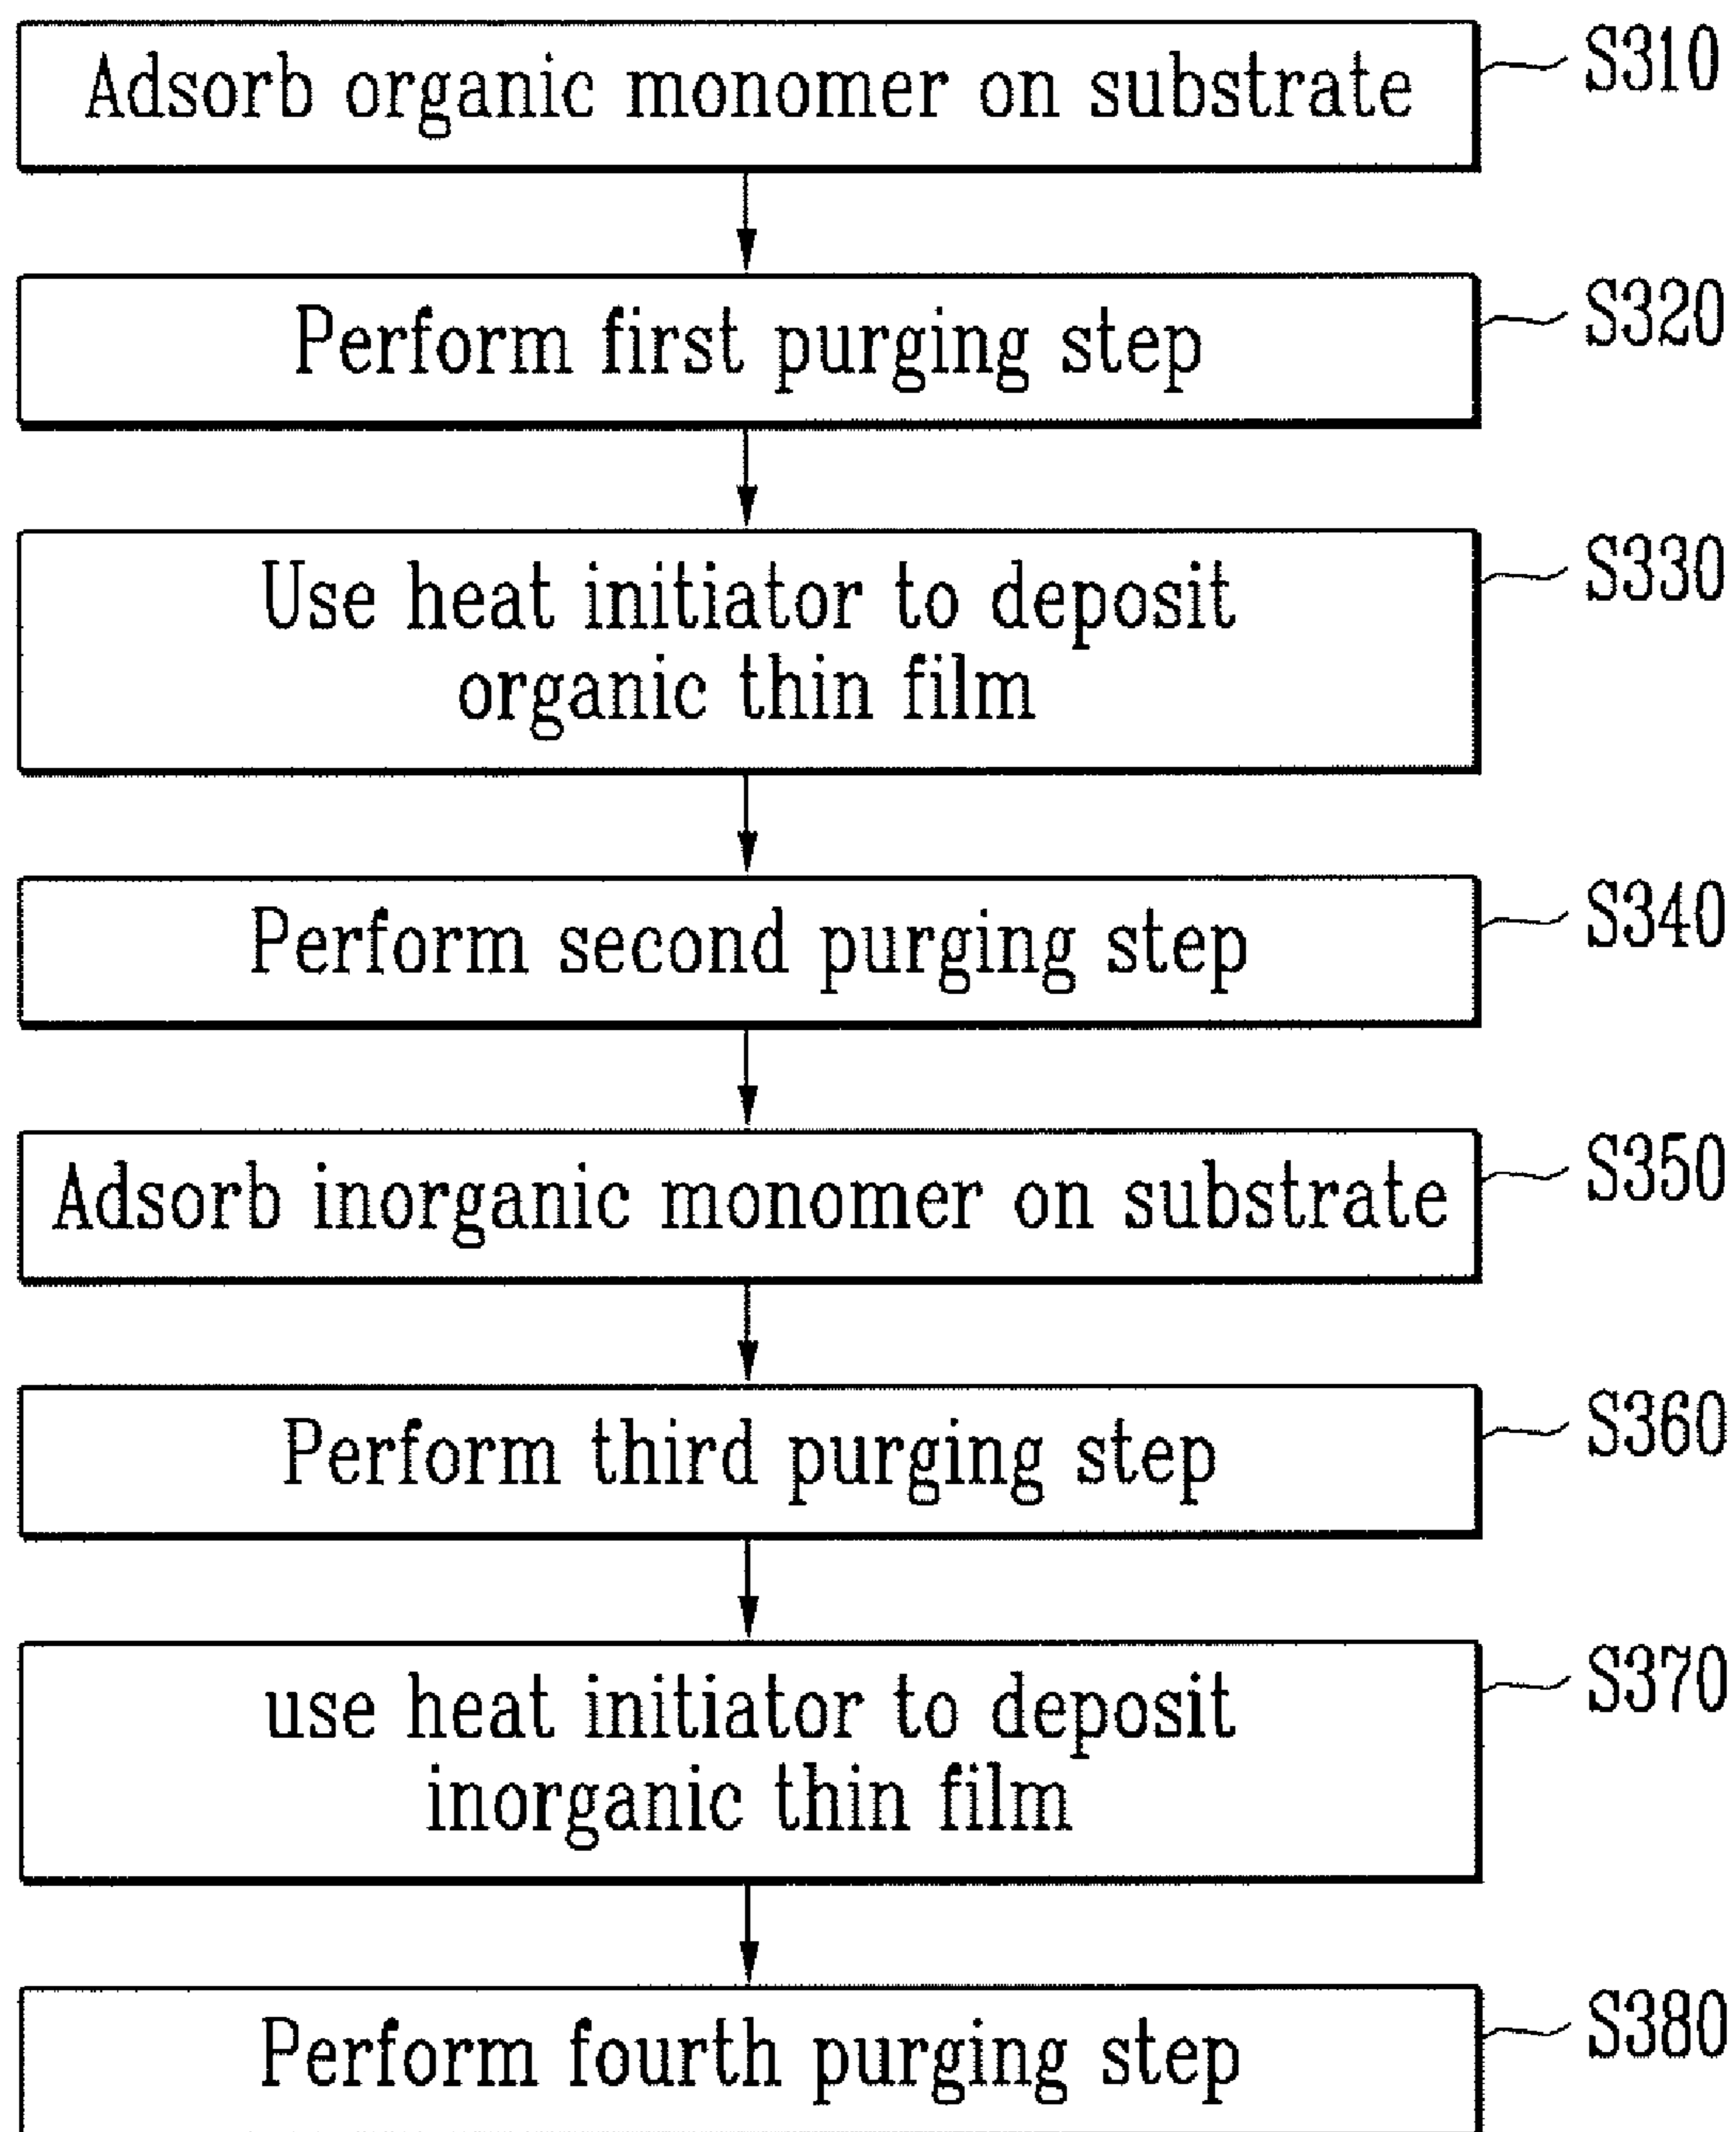 Adsorb organic monomer on substrate
S310
Perform first purging step
S320
Use heat initiator to deposit
organic thin film
S330
Perform second purging step
S340
Adsorb inorganic monomer on substrate
S350
Perform third purging step
S360
use heat initiator to deposit
inorganic thin film
S370
Perform fourth purging step
S380